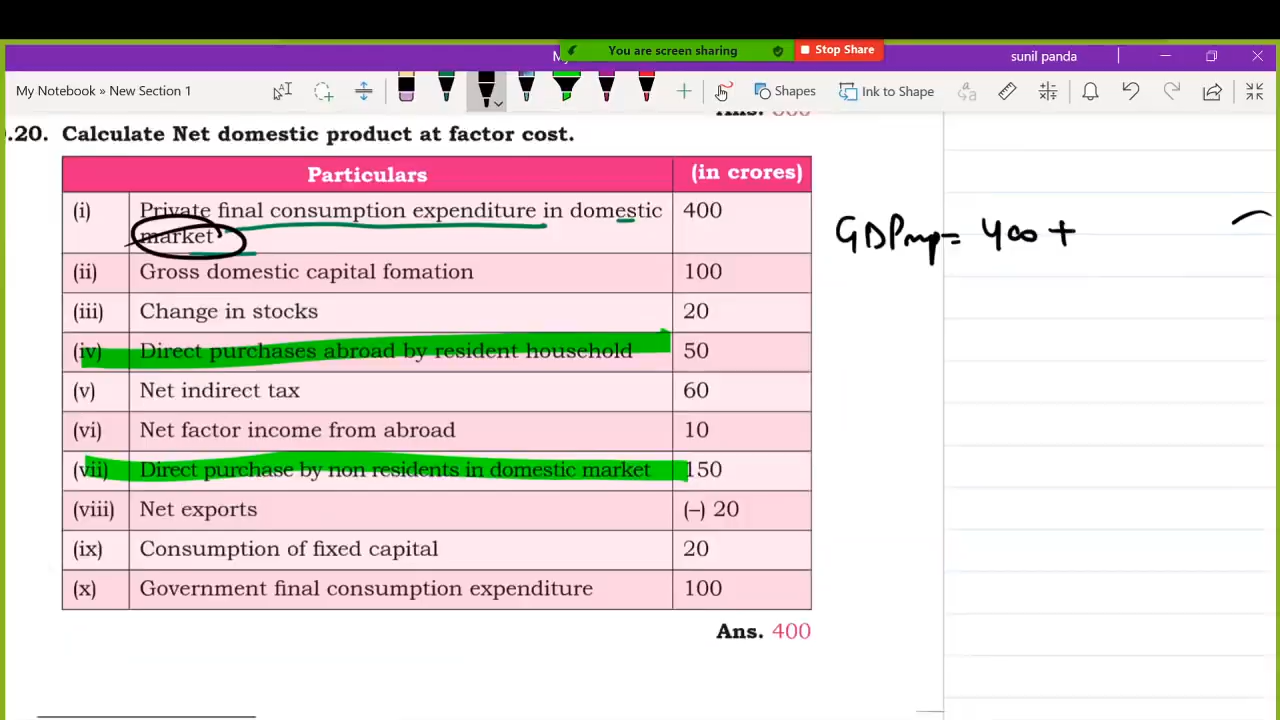 You are screen sharing Stop Share
My sunil panda
My Notebook » New Section 1 Shapes Ink to Shape
.20. Calculate Net domestic product at factor cost.
Particulars (in crores)
(i) Private final consumption expenditure in domestic 400
market
(ii) Gross domestic capital fomation 100
(iii) Change in stocks 20
(iv) Direct purchases abroad by resident household 50
(v) Net indirect tax 60
(vi) Net factor income from abroad 10
(vii) Direct purchase by non residents in domestic market 150
(viii) Net exports (–) 20
(ix) Consumption of fixed capital 20
(x) Government final consumption expenditure 100
Ans. 400
GDPmp= 400 +